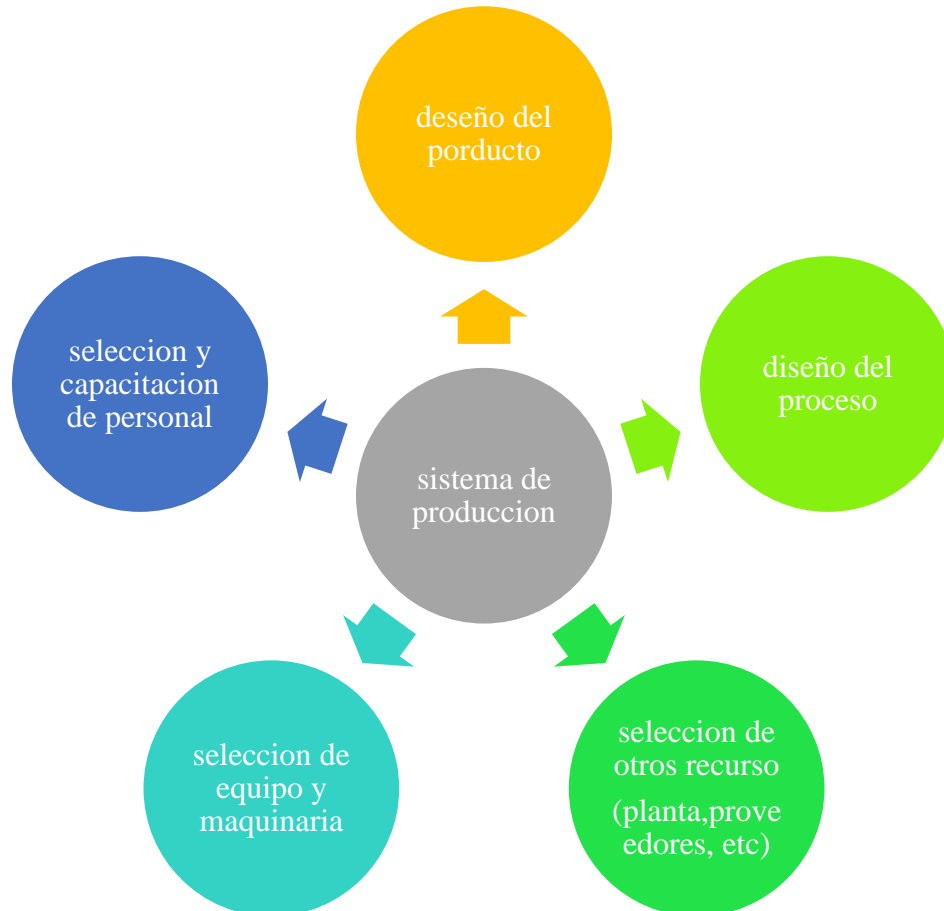 deseño del
porducto
seleccion y
capacitacion
de personal
diseño del
proceso
sistema de
produccion
seleccion de
equipo y
maquinaria
seleccion de
otros recurso
(planta,prove
edores, etc)